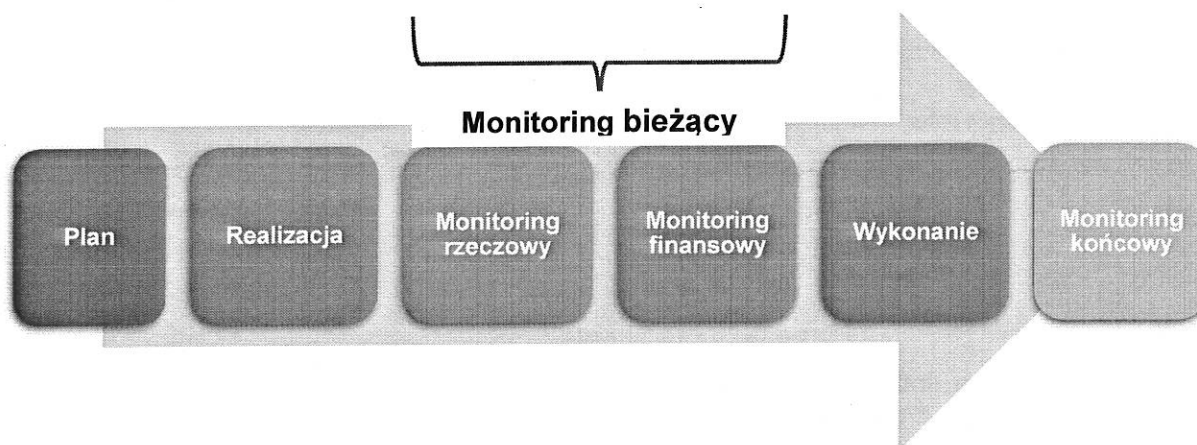 Monitoring bieżący
Plan
Realizacja
Monitoring
rzeczowy
Monitoring
finansowy
Wykonanie
Monitoring
końcowy